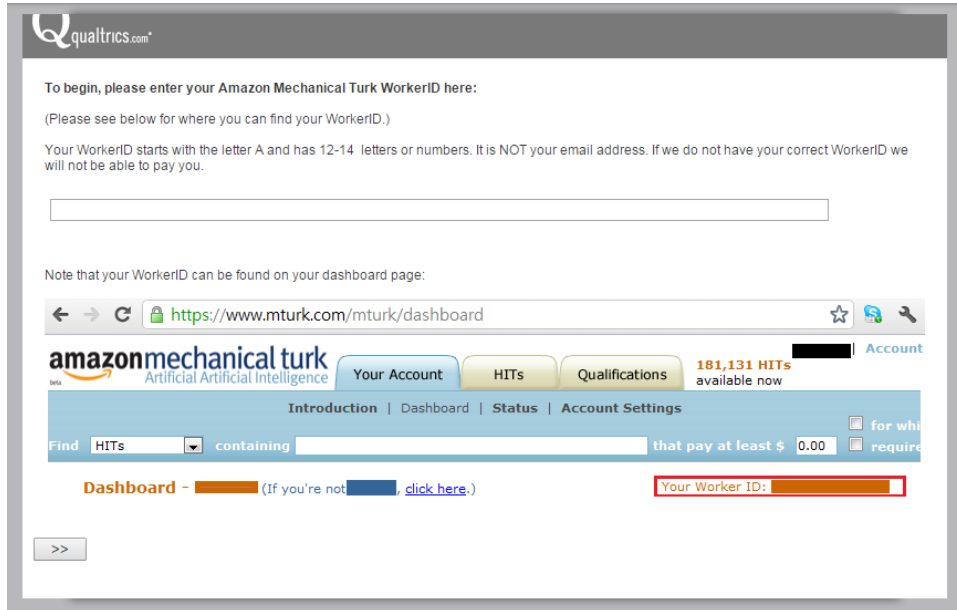 qualtrics.com
To begin, please enter your Amazon Mechanical Turk WorkerID here:
(Please see below for where you can find your WorkerID.)
Your WorkerID starts with the letter A and has 12-14 letters or numbers. It is NOT your email address. If we do not have your correct WorkerID we
will not be able to pay you.
Note that your WorkerID can be found on your dashboard page:
https://www.mturk.com/mturk/dashboard
| Account
amazonmechanical turk
beta Artificial Artificial Intelligence
Your Account HITs Qualifications
181,131 HITs
available now
Introduction | Dashboard | Status | Account Settings
for whi
Find HITs containing that pay at least $ 0.00 require
Dashboard - (If you're not , click here.) Your Worker ID:
>>